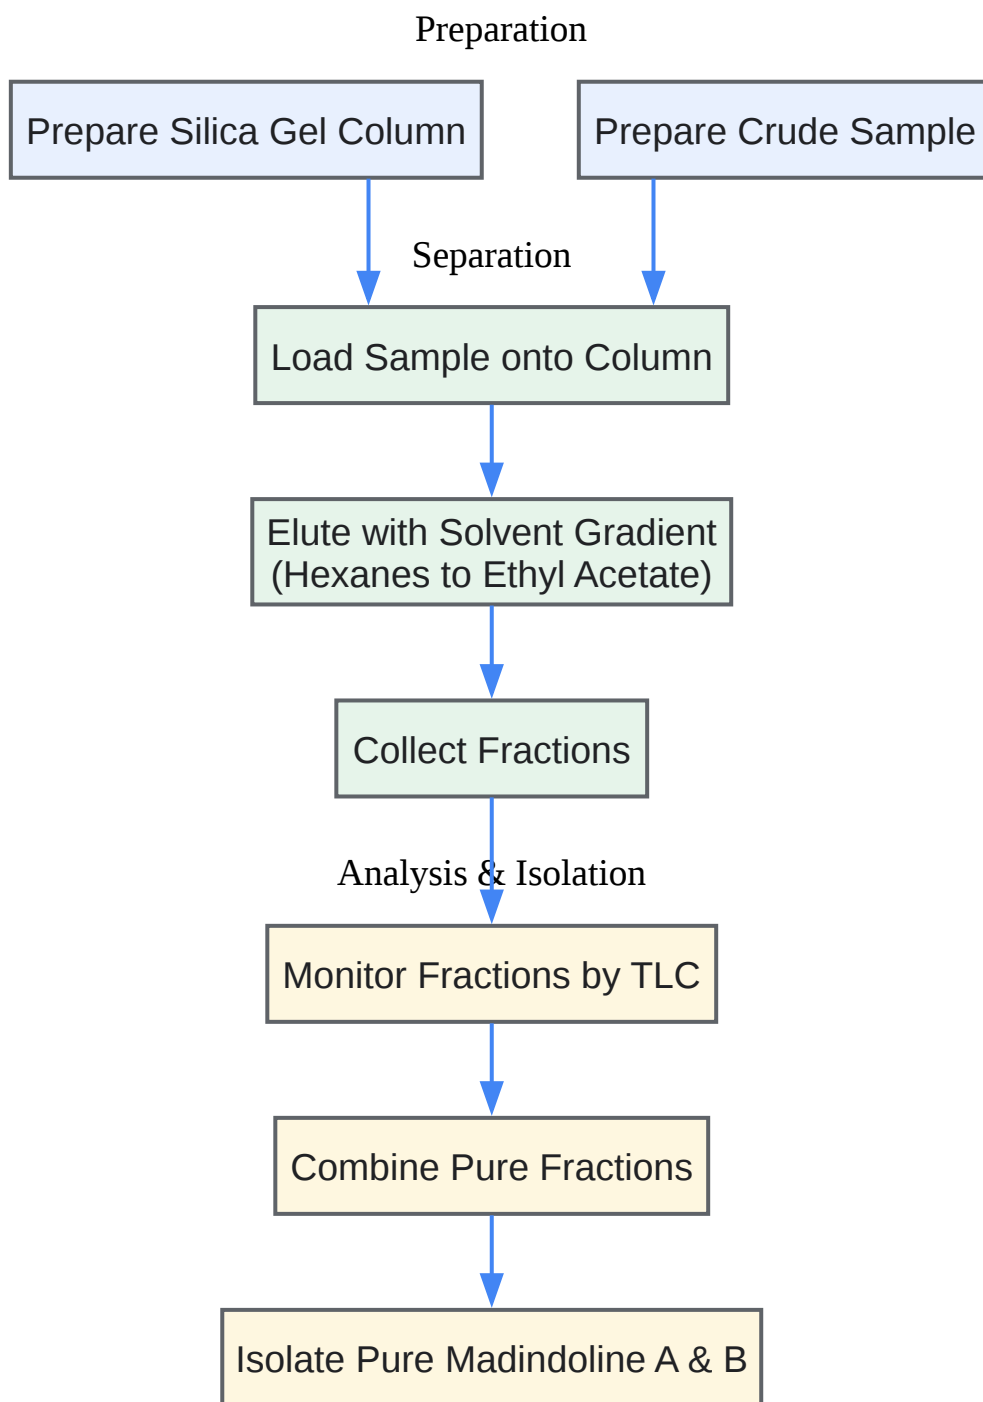 Preparation
Prepare Silica Gel Column
Prepare Crude Sample
Separation
Load Sample onto Column
Elute with Solvent Gradient
(Hexanes to Ethyl Acetate)
Collect Fractions
Analysis & Isolation
Monitor Fractions by TLC
Combine Pure Fractions
Isolate Pure Madindoline A & B